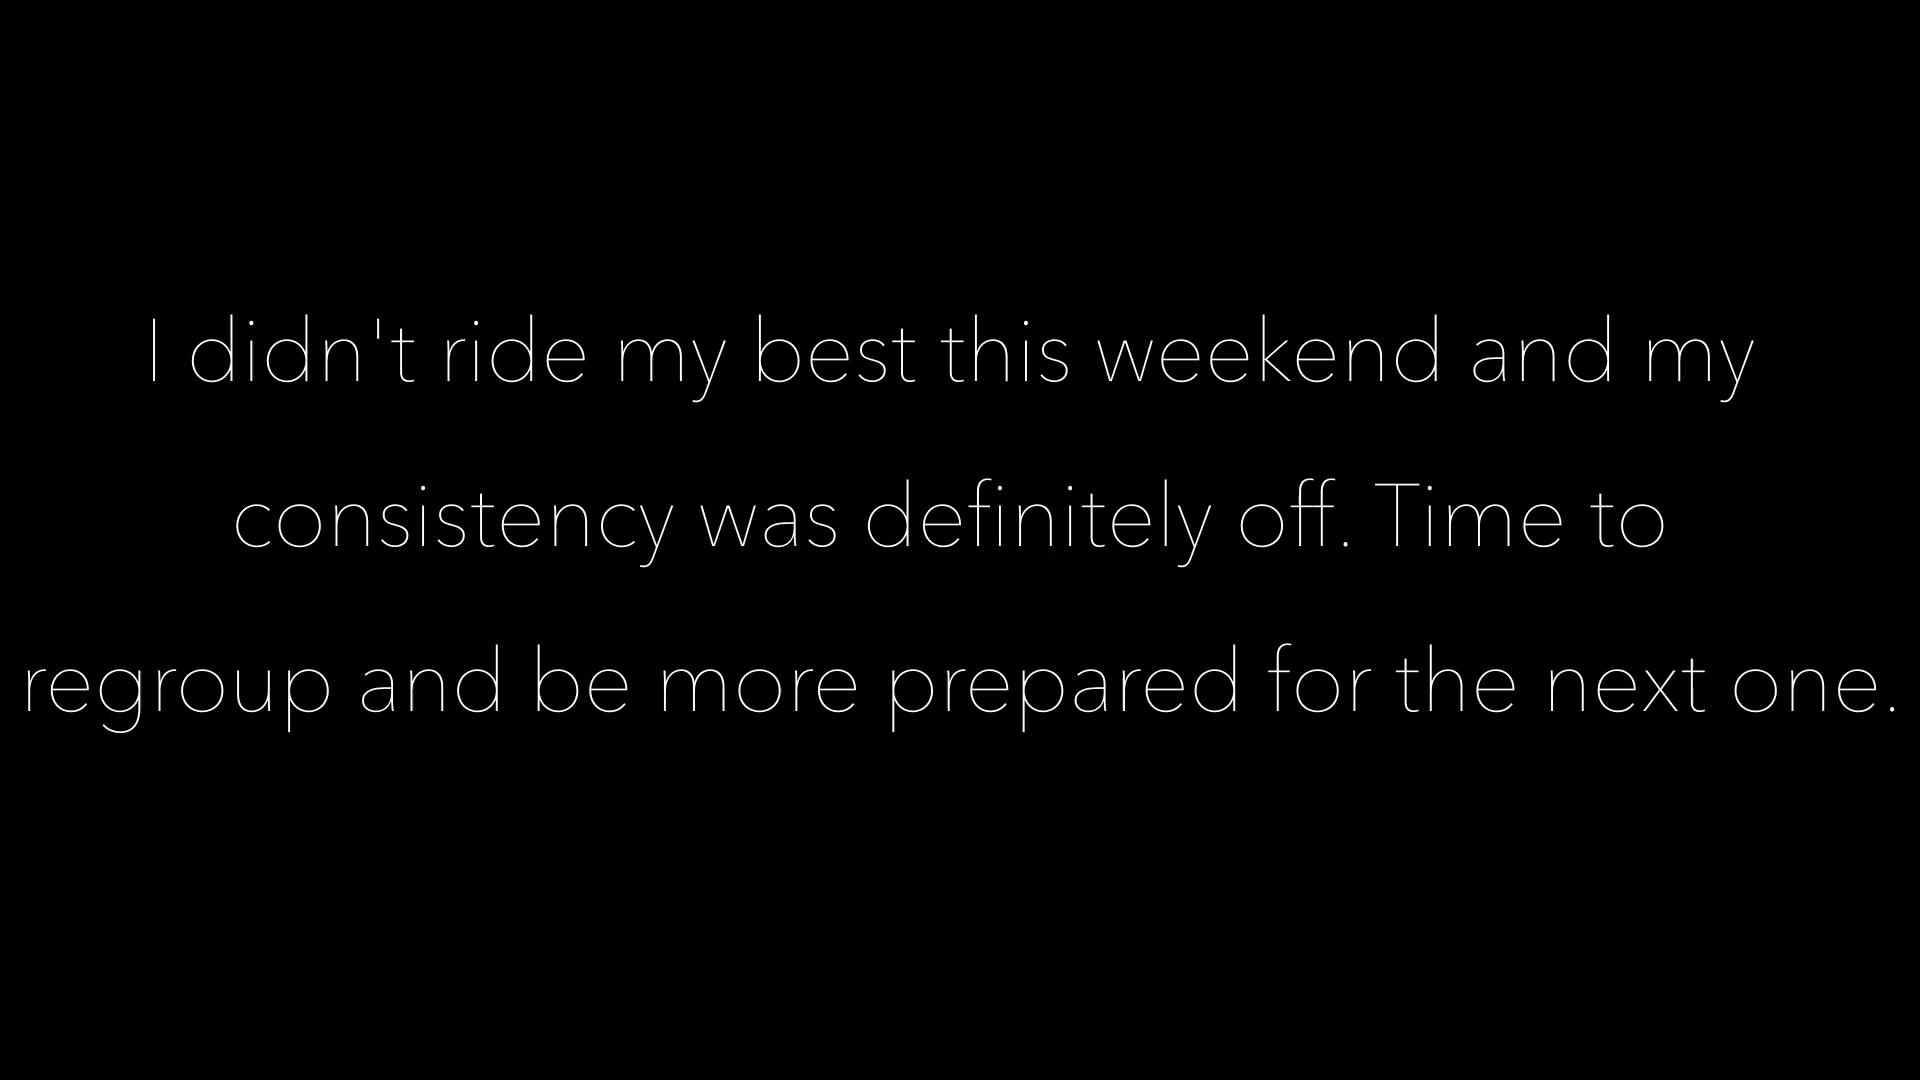 I didn't ride my best this weekend and my
consistency was definitely off. Time to
regroup and be more prepared for the next one.